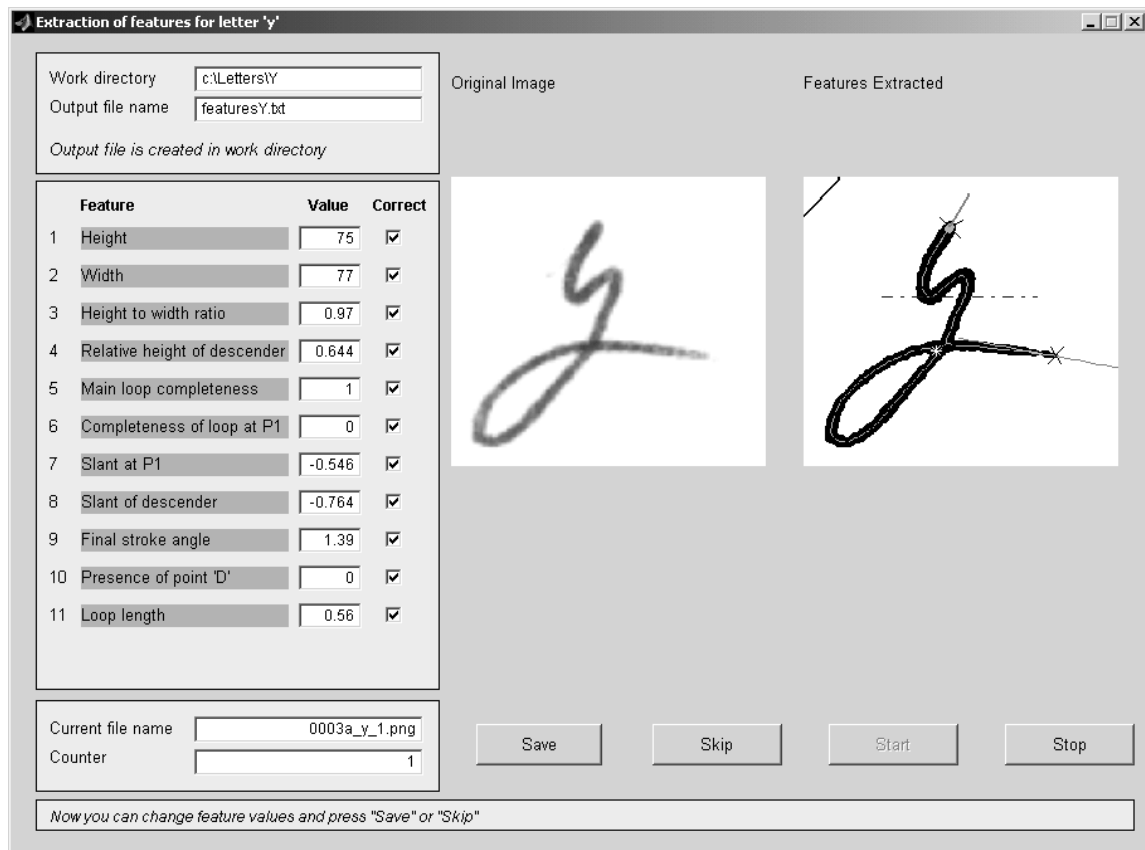 Extraction of features for letter 'y'
Work directory c:\Letters\Y
Output file name featuresY.txt
Output file is created in work directory
Feature Value Correct
1 Height 75
2 Width 77
3 Height to width ratio 0.97
4 Relative height of descender 0.644
5 Main loop completeness 1
6 Completeness of loop at P1 0
7 Slant at P1 -0.546
8 Slant of descender -0.764
9 Final stroke angle 1.39
10 Presence of point 'D' 0
11 Loop length 0.56
Current file name 0003a_y_1.png
Counter 1
Original Image
y
Features Extracted
y
Save Skip Start Stop
Now you can change feature values and press "Save" or "Skip"